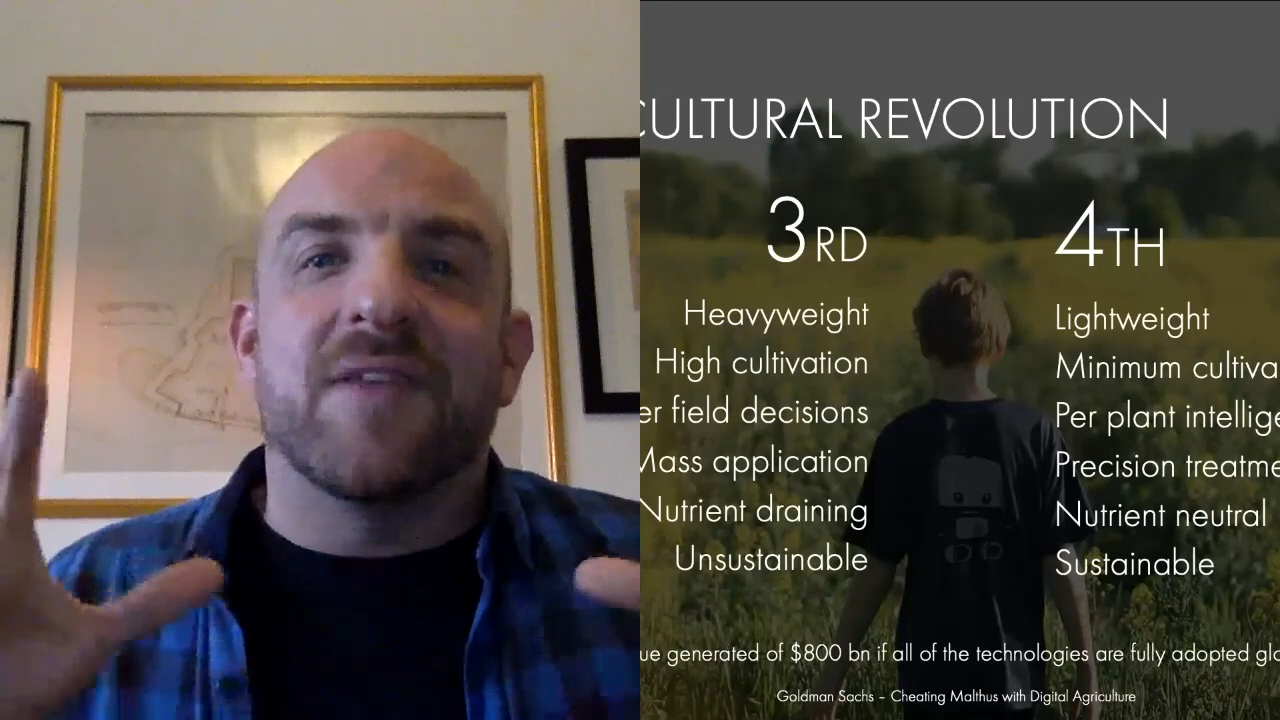 CULTURAL REVOLUTION
3RD
Heavyweight
High cultivation
er field decisions
Mass application
Nutrient draining
Unsustainable
4TH
Lightweight
Minimum cultiva
Per plant intellige
Precision treatme
Nutrient neutral
Sustainable
ue generated of $800 bn if all of the technologies are fully adopted glo
Goldman Sachs – Cheating Malthus with Digital Agriculture